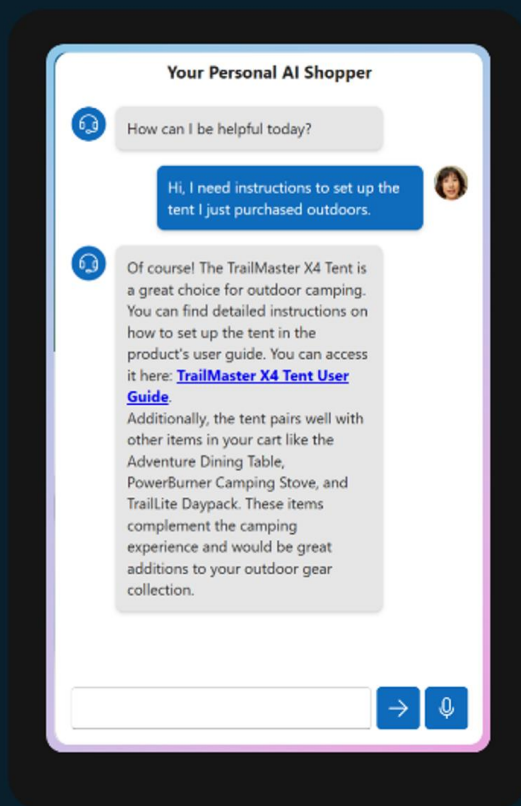 Your Personal AI Shopper
How can I be helpful today?
Hi, I need instructions to set up the
tent I just purchased outdoors.
Of course! The TrailMaster X4 Tent is
a great choice for outdoor camping.
You can find detailed instructions on
how to set up the tent in the
product's user guide. You can access
it here: TrailMaster X4 Tent User
Guide.
Additionally, the tent pairs well with
other items in your cart like the
Adventure Dining Table,
PowerBurner Camping Stove, and
TrailLite Daypack. These items
complement the camping
experience and would be great
additions to your outdoor gear
collection.